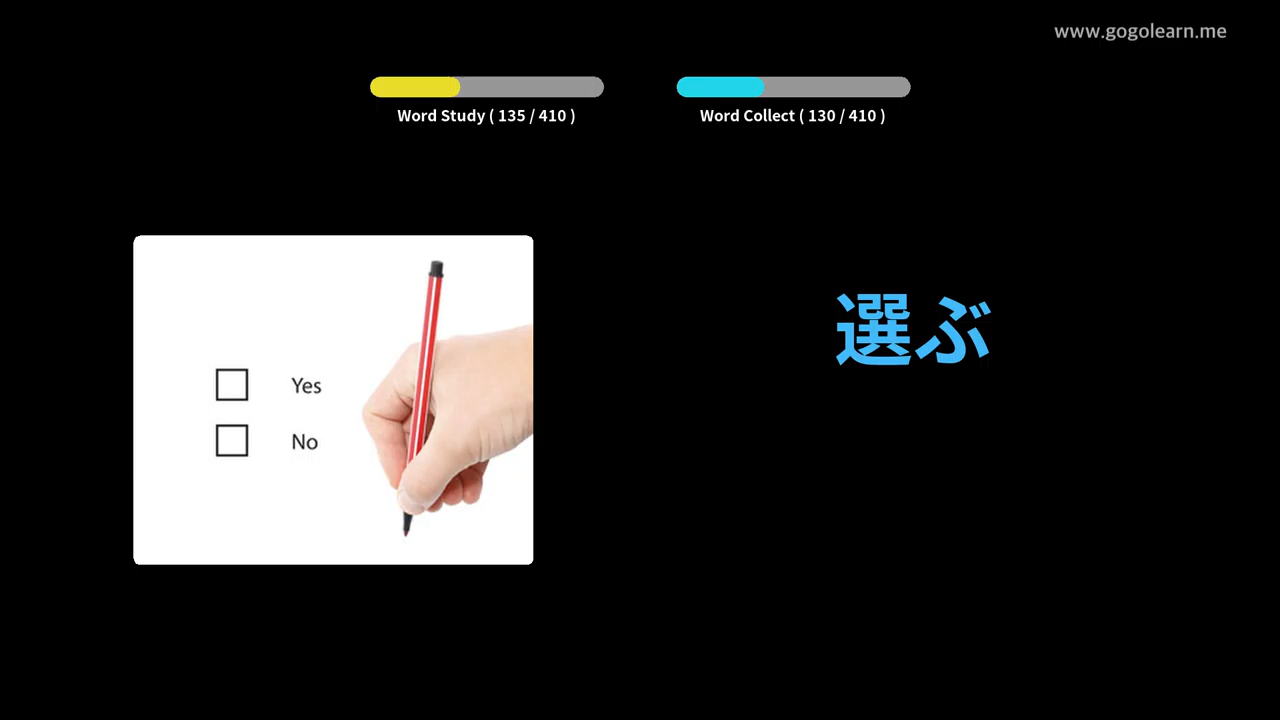 www.gogolearn.me
Word Study ( 135 / 410 )
Word Collect ( 130 / 410 )
Yes
No
選ぶ